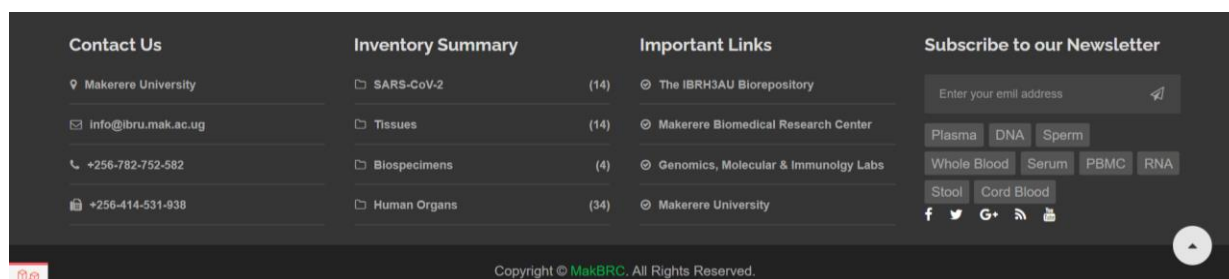 Contact Us
Makerere University
info@ibru.mak.ac.ug
+256-782-752-582
+256-414-531-938
Inventory Summary
SARS-CoV-2 (14)
Tissues (14)
Biospecimens (4)
Human Organs (34)
Important Links
The IBRH3AU Biorepository
Makerere Biomedical Research Center
Genomics, Molecular & Immunolgy Labs
Makerere University
Subscribe to our Newsletter
Enter your emil address
Plasma DNA Sperm
Whole Blood Serum PBMC RNA
Stool Cord Blood
Copyright © MakBRC. All Rights Reserved.